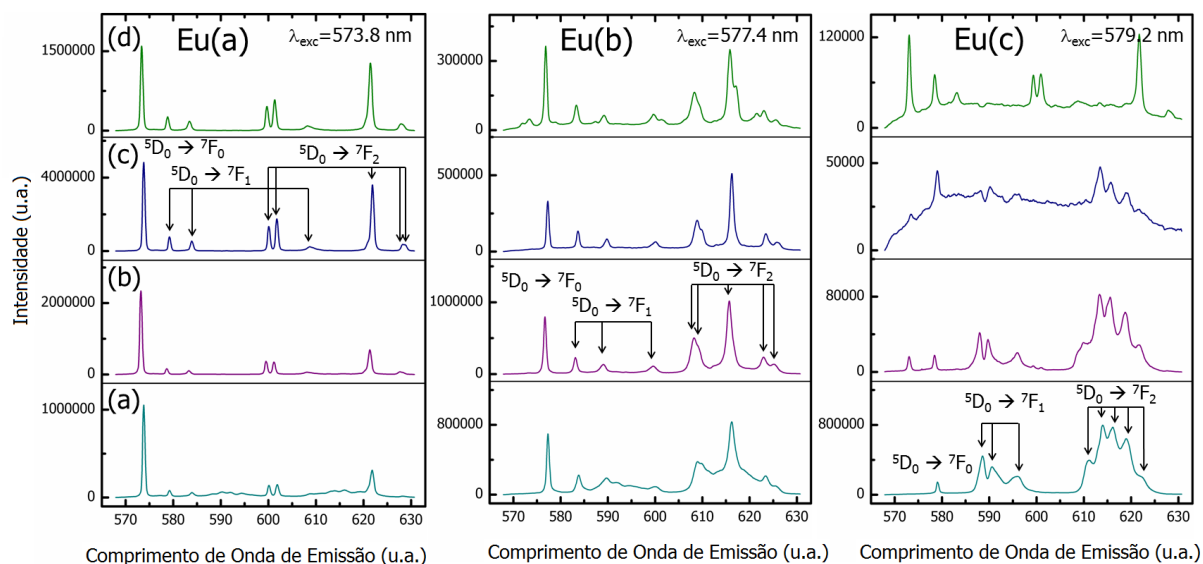 Eu(a)
λexc=573.8 nm
(d)
1500000
0
(c)
⁵D₀ → ⁷F₀
⁵D₀ → ⁷F₂
⁵D₀ → ⁷F₁
4000000
0
(b)
2000000
0
(a)
1000000
0
570 580 590 600 610 620 630
Comprimento de Onda de Emissão (u.a.)
Intensidade (u.a.)
Eu(b)
λexc=577.4 nm
300000
0
500000
0
⁵D₀ → ⁷F₀
⁵D₀ → ⁷F₂
⁵D₀ → ⁷F₁
1000000
0
800000
0
570 580 590 600 610 620 630
Comprimento de Onda de Emissão (u.a.)
Eu(c)
λexc=579.2 nm
120000
0
50000
0
80000
0
⁵D₀ → ⁷F₁
⁵D₀ → ⁷F₂
⁵D₀ → ⁷F₀
800000
0
570 580 590 600 610 620 630
Comprimento de Onda de Emissão (u.a.)